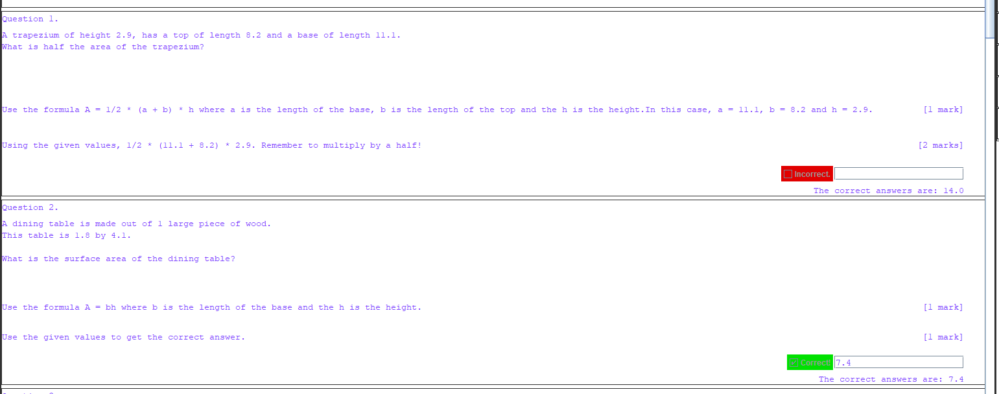 Question 1.
A trapezium of height 2.9, has a top of length 8.2 and a base of length 11.1.
What is half the area of the trapezium?
Use the formula A = 1/2 * (a + b) * h where a is the length of the base, b is the length of the top and the h is the height.In this case, a = 11.1, b = 8.2 and h = 2.9. [1 mark]
Using the given values, 1/2 * (11.1 + 8.2) * 2.9. Remember to multiply by a half! [2 marks]
Incorrect.
The correct answers are: 14.0
Question 2.
A dining table is made out of 1 large piece of wood.
This table is 1.8 by 4.1.
What is the surface area of the dining table?
Use the formula A = bh where b is the length of the base and the h is the height. [1 mark]
Use the given values to get the correct answer. [1 mark]
Correct! 7.4
The correct answers are: 7.4